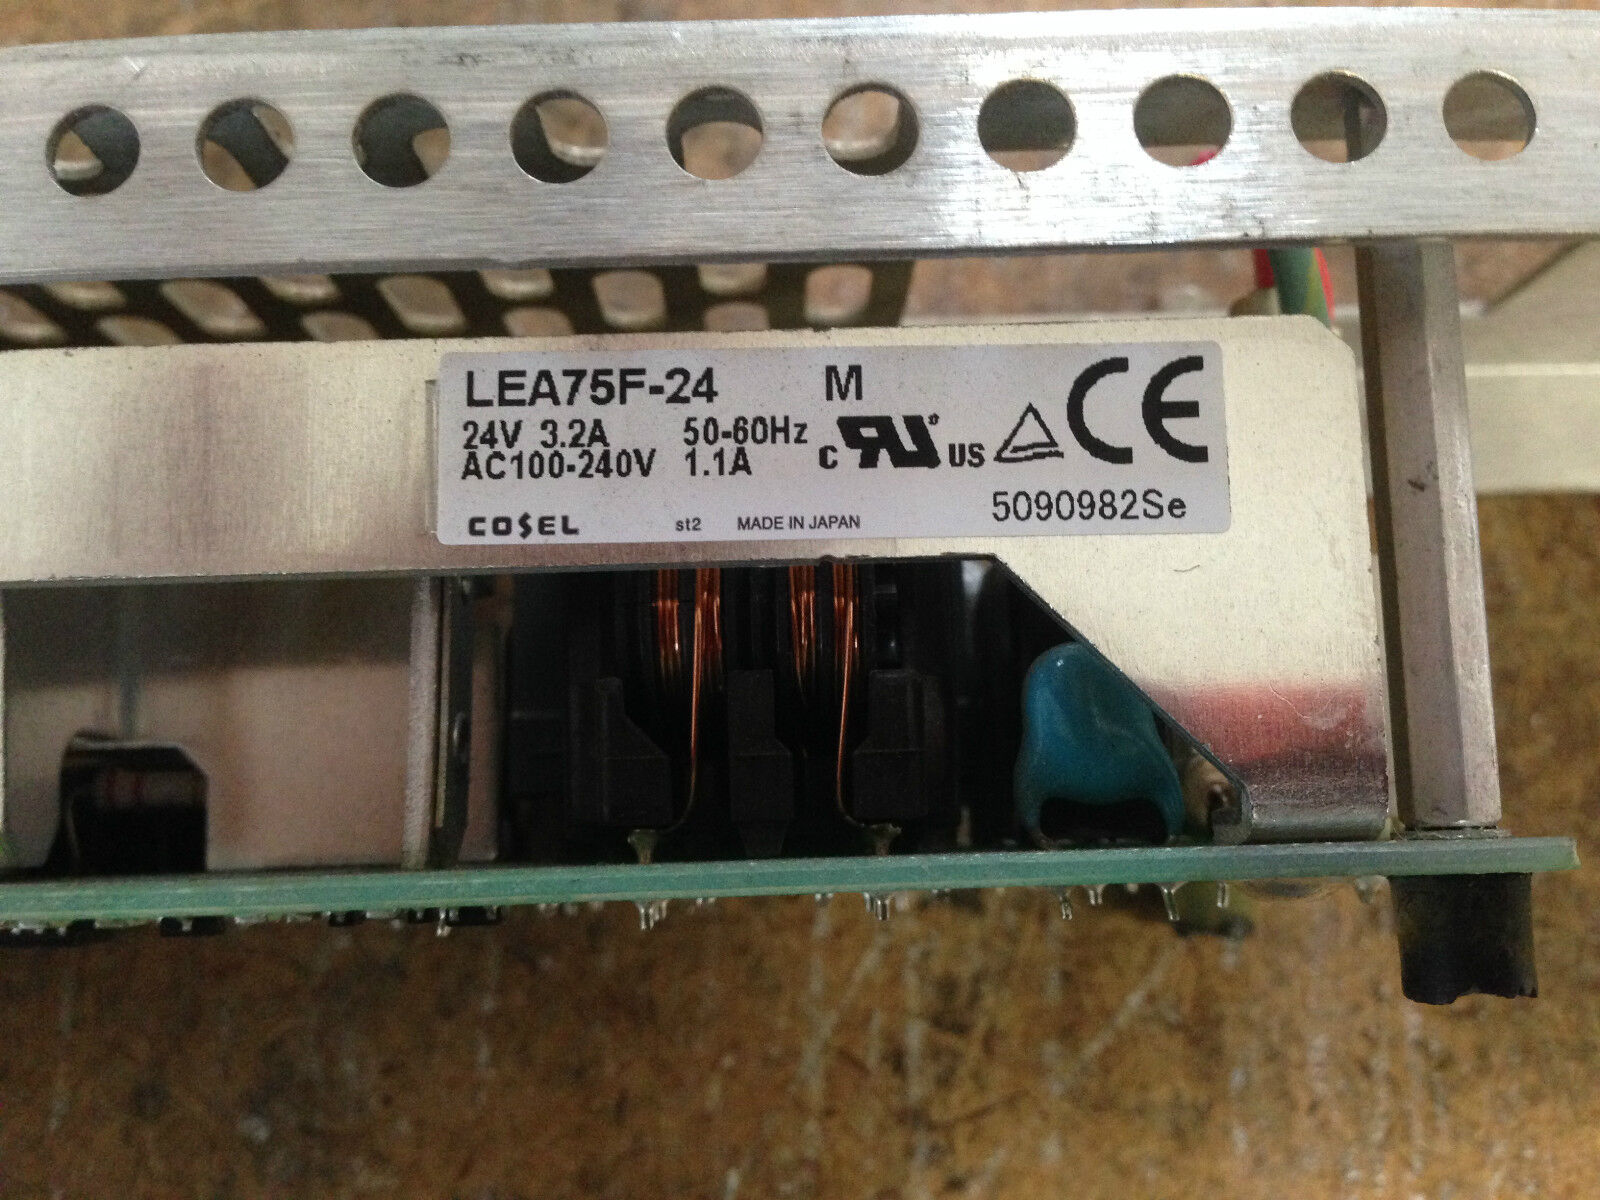 LEA75F-24 M
24V 3.2A 50-60Hz
AC100-240V 1.1A
c RU US CE
5090982Se
COSEL st2 MADE IN JAPAN